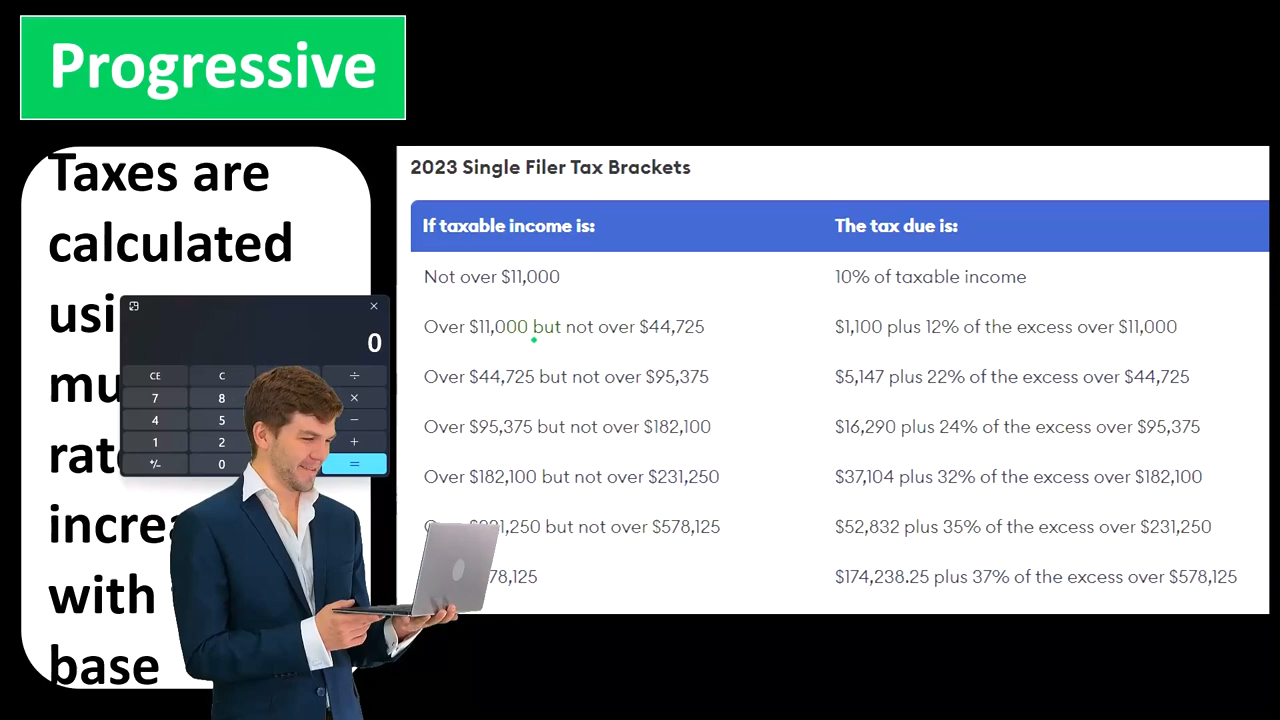 Progressive
Taxes are
calculated
with
base
2023 Single Filer Tax Brackets
If taxable income is: The tax due is:
Not over $11,000 10% of taxable income
Over $11,000 but not over $44,725 $1,100 plus 12% of the excess over $11,000
Over $44,725 but not over $95,375 $5,147 plus 22% of the excess over $44,725
Over $95,375 but not over $182,100 $16,290 plus 24% of the excess over $95,375
Over $182,100 but not over $231,250 $37,104 plus 32% of the excess over $182,100
but not over $578,125 $52,832 plus 35% of the excess over $231,250
$174,238.25 plus 37% of the excess over $578,125
0
CE C ÷
7 8 ×
4 5 −
1 2 +
+/− 0 =